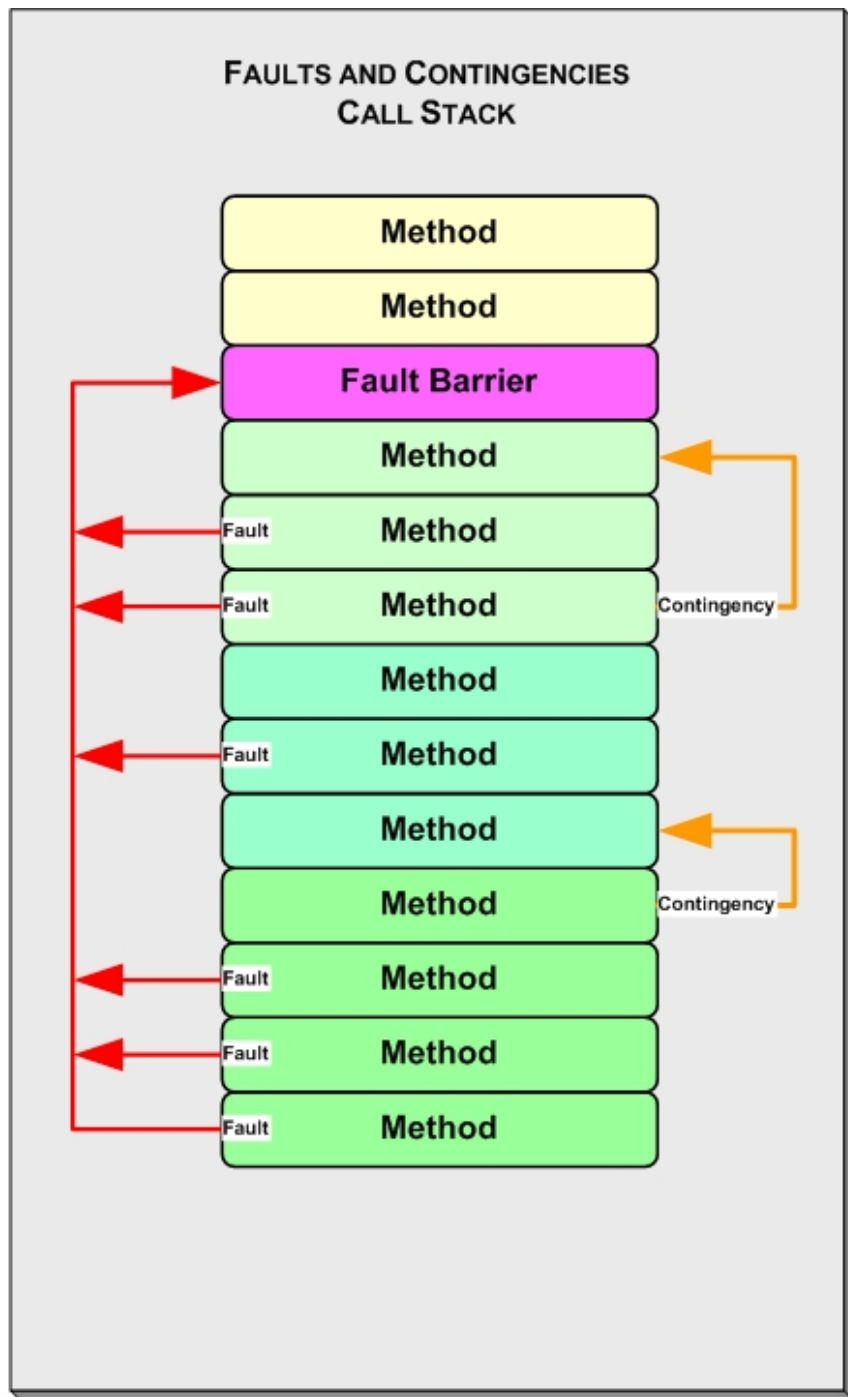 FAULTS AND CONTINGENCIES
CALL STACK
Method
Method
Fault Barrier
Method
Fault Method
Fault Method Contingency
Method
Fault Method
Method
Method Contingency
Fault Method
Fault Method
Fault Method